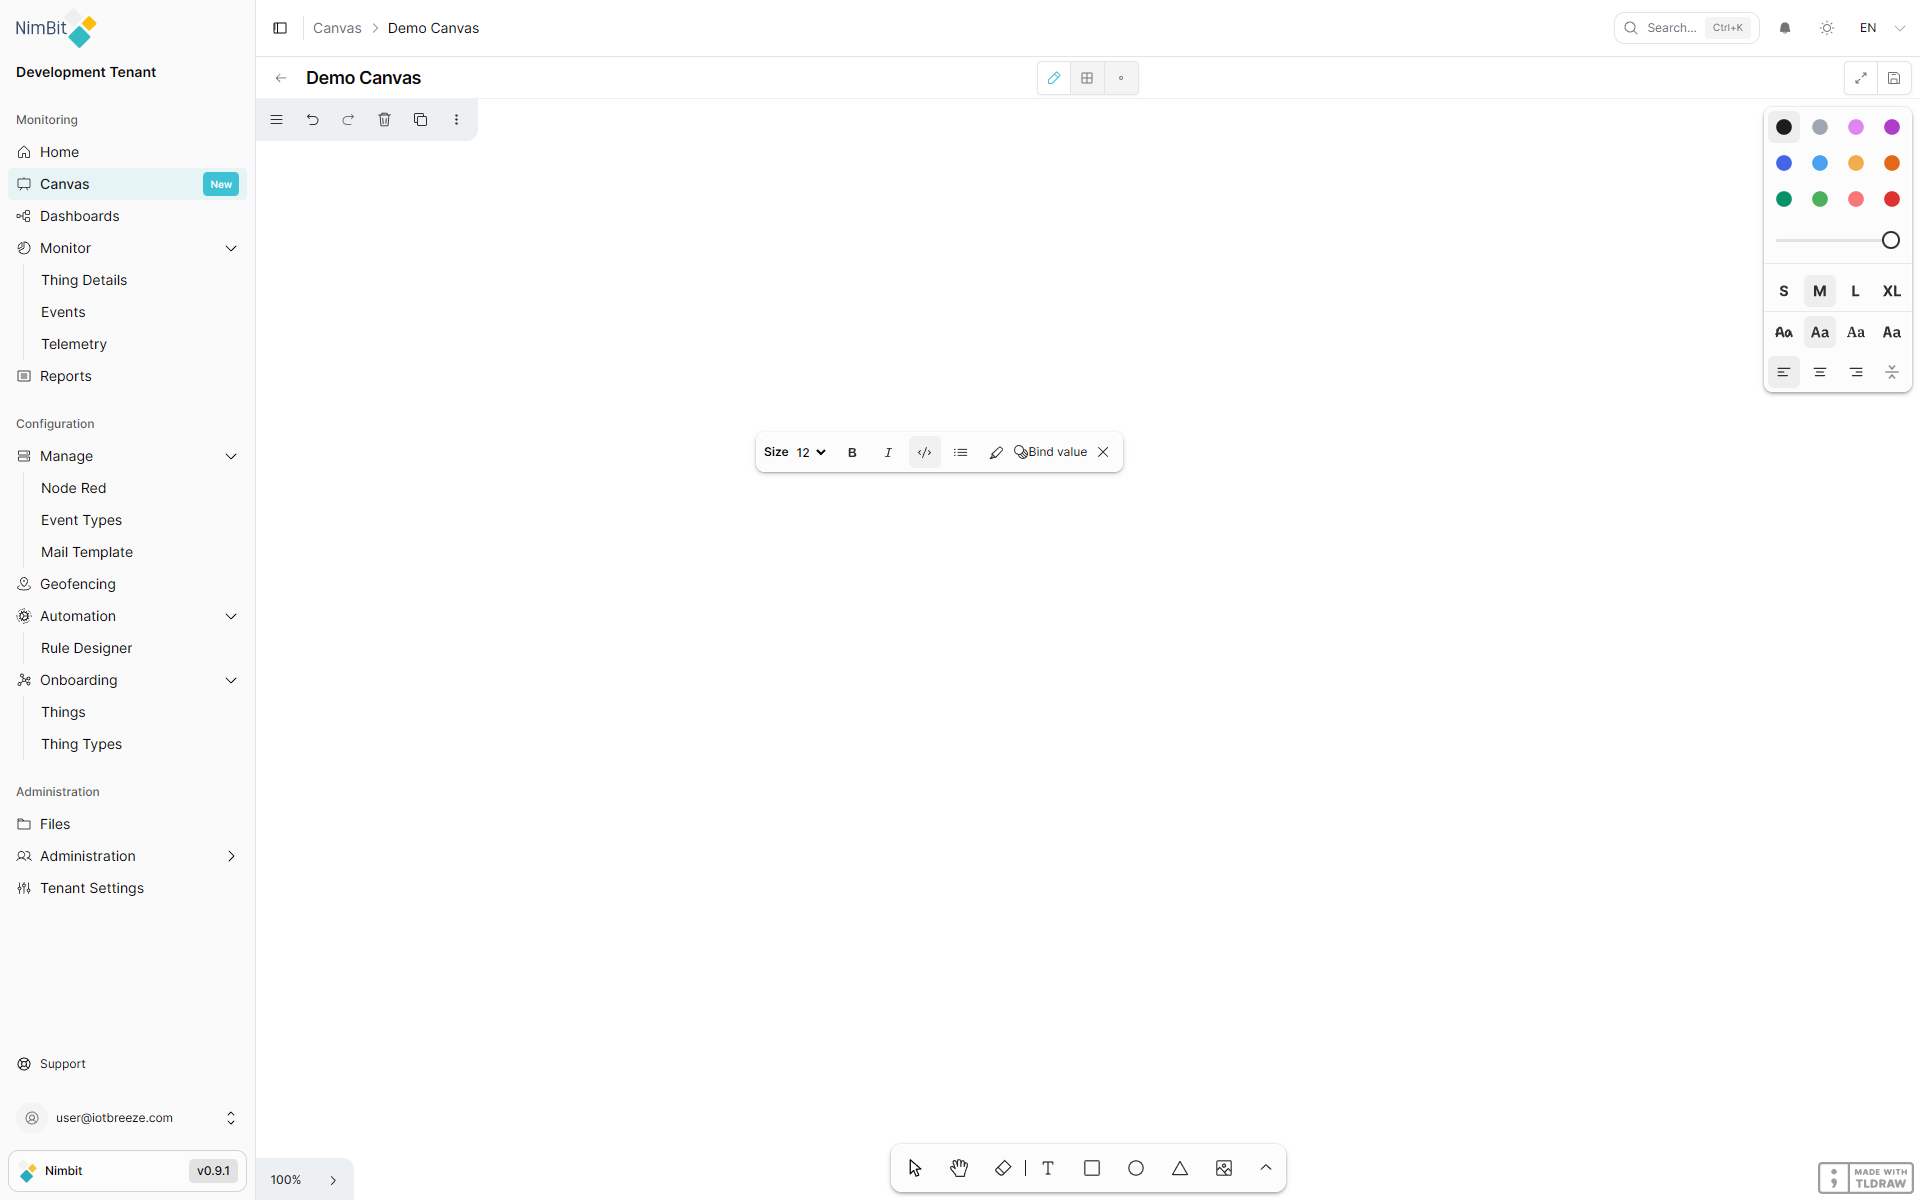 NimBit
Development Tenant
Monitoring
Home
Canvas New
Dashboards
Monitor
Thing Details
Events
Telemetry
Reports
Configuration
Manage
Node Red
Event Types
Mail Template
Geofencing
Automation
Rule Designer
Onboarding
Things
Thing Types
Administration
Files
Administration
Tenant Settings
Support
user@iotbreeze.com
Nimbit v0.9.1
Canvas > Demo Canvas
Search... Ctrl+K
EN
Demo Canvas
S M L XL
Aa Aa Aa Aa
Size 12 B I </> Bind value
100%
T
MADE WITH
TLDRAW